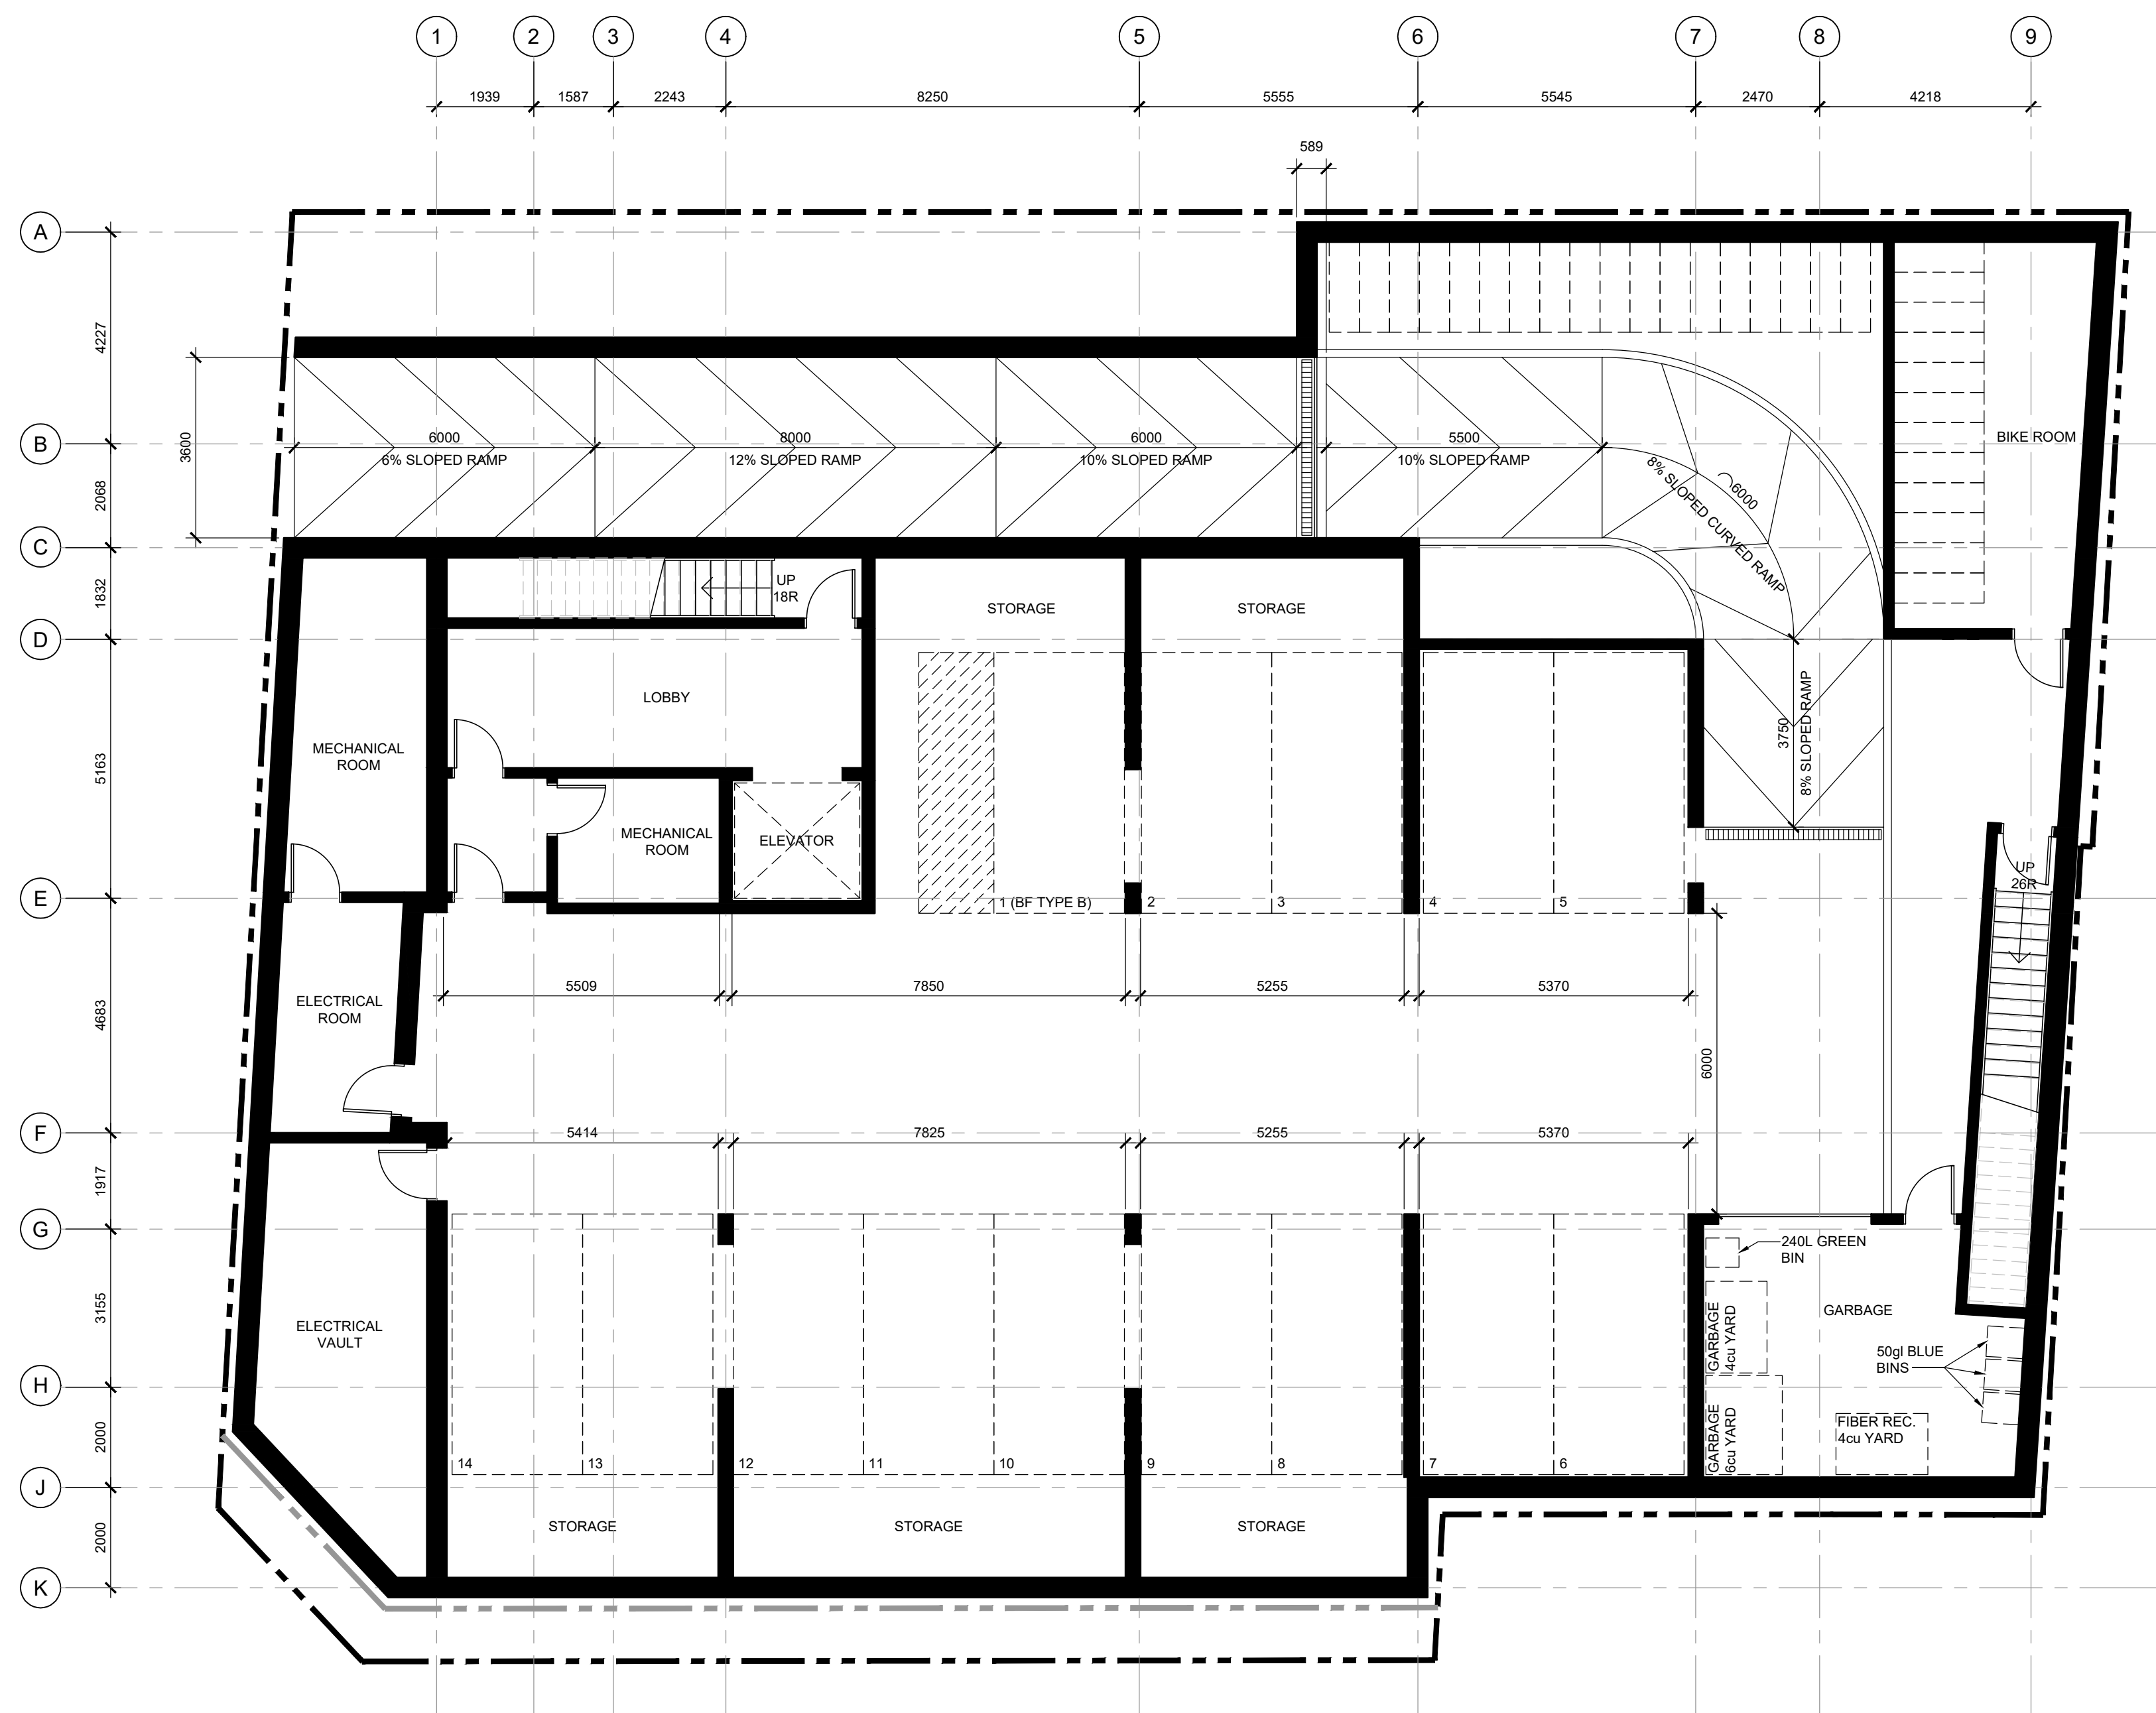 1 2 3 4 5 6 7 8 9
1939 1587 2243 8250 5555 5545 2470 4218
589
A
4227
3600
B
6000 8000 6000 5500
6% SLOPED RAMP 12% SLOPED RAMP 10% SLOPED RAMP 10% SLOPED RAMP
6000
8% SLOPED CURVED RAMP
BIKE ROOM
2068
C
1832
UP
18R
STORAGE STORAGE
D
LOBBY
5163
MECHANICAL
ROOM
3750
8% SLOPED RAMP
MECHANICAL
ROOM
ELEVATOR
UP
26R
E
1 (BF TYPE B) 2 3 4 5
4683
5509 7850 5255 5370
ELECTRICAL
ROOM
6000
F
5414 7825 5255 5370
1917
G
240L GREEN
BIN
3155
ELECTRICAL
VAULT
GARBAGE
4cu YARD
GARBAGE
50gl BLUE
BINS
H
2000
GARBAGE
6cu YARD
FIBER REC.
4cu YARD
14 13 12 11 10 9 8 7 6
J
2000
STORAGE STORAGE STORAGE
K